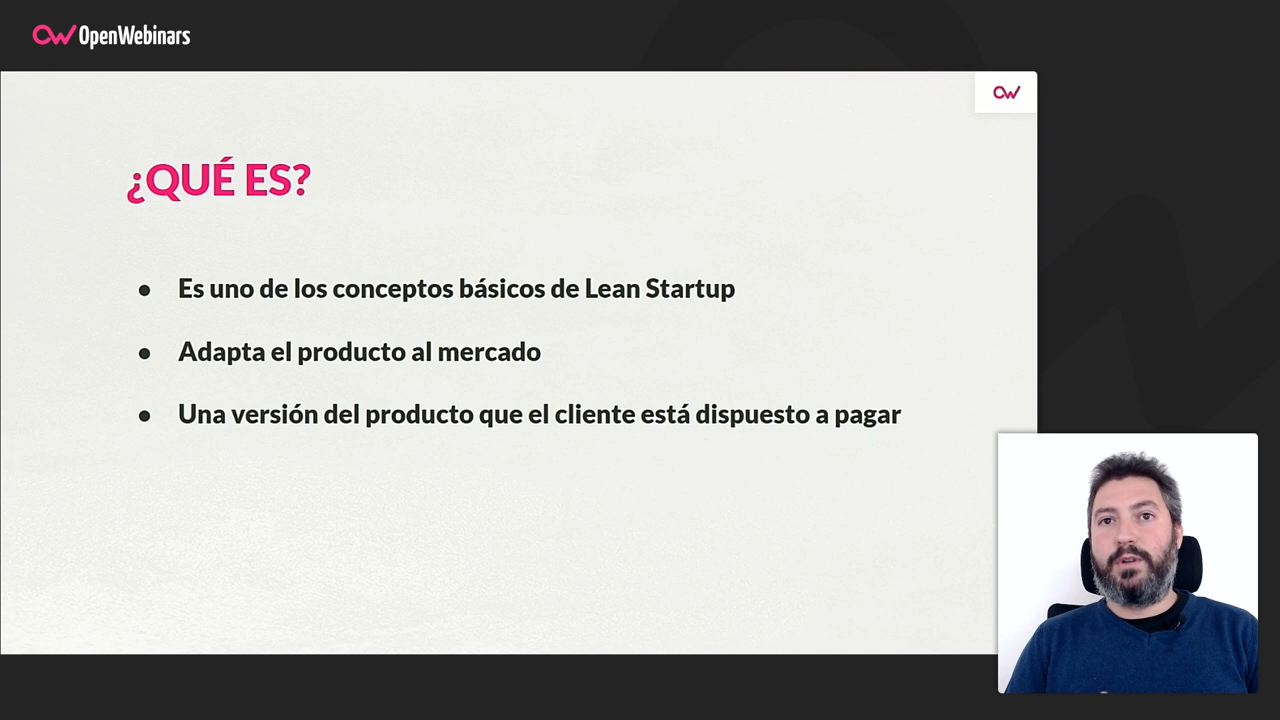 OpenWebinars
¿QUÉ ES?
● Es uno de los conceptos básicos de Lean Startup
● Adapta el producto al mercado
● Una versión del producto que el cliente está dispuesto a pagar